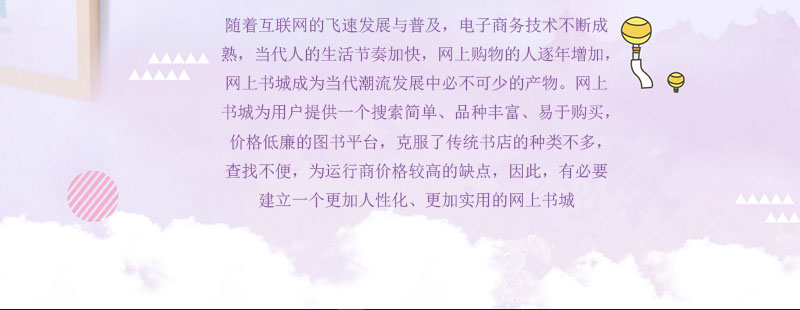 随着互联网的飞速发展与普及，电子商务技术不断成
熟，当代人的生活节奏加快，网上购物的人逐年增加，
网上书城成为当代潮流发展中必不可少的产物。网上
书城为用户提供一个搜索简单、品种丰富、易于购买，
价格低廉的图书平台，克服了传统书店的种类不多，
查找不便，为运行商价格较高的缺点，因此，有必要
建立一个更加人性化、更加实用的网上书城